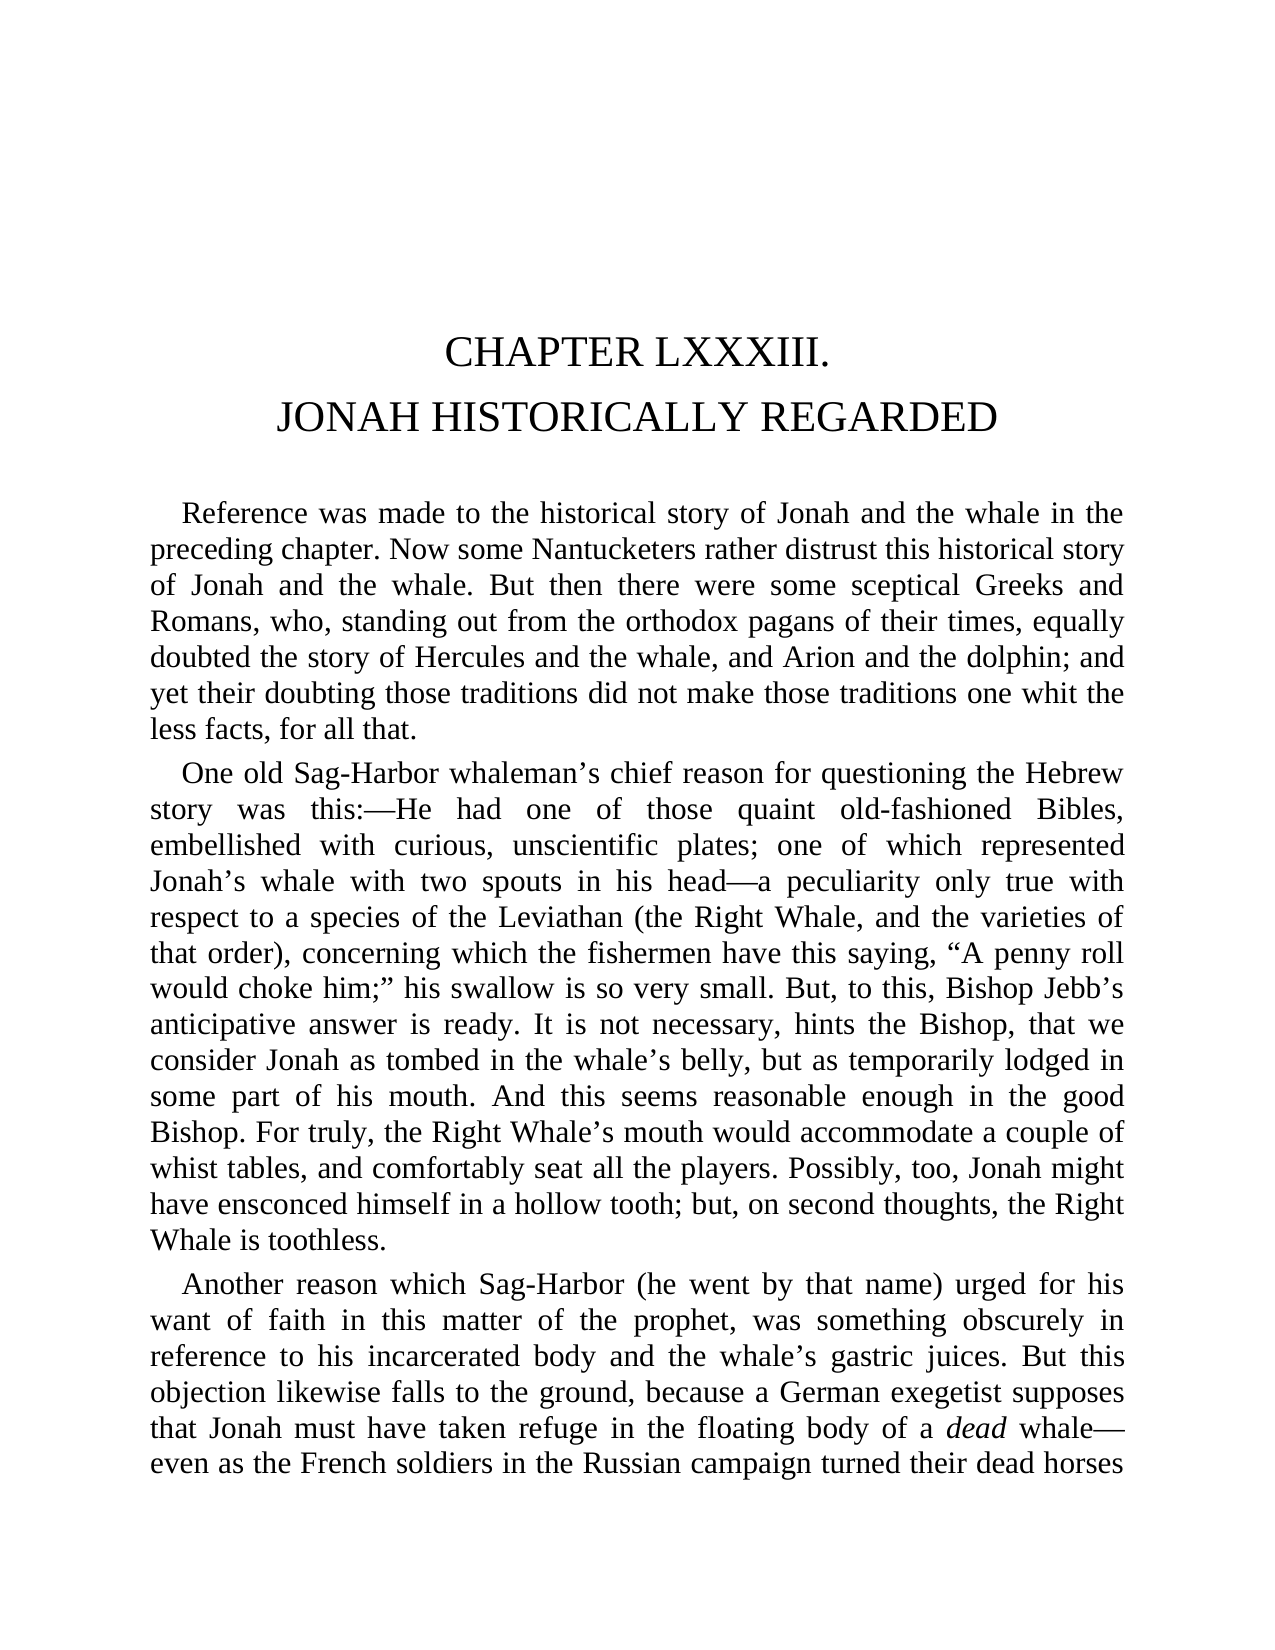 CHAPTER LXXXIII.
JONAH HISTORICALLY REGARDED
Reference was made to the historical story of Jonah and the whale in the
preceding chapter. Now some Nantucketers rather distrust this historical story
of Jonah and the whale. But then there were some sceptical Greeks and
Romans, who, standing out from the orthodox pagans of their times, equally
doubted the story of Hercules and the whale, and Arion and the dolphin; and
yet their doubting those traditions did not make those traditions one whit the
less facts, for all that.
One old Sag-Harbor whaleman’s chief reason for questioning the Hebrew
story was this:—He had one of those quaint old-fashioned Bibles,
embellished with curious, unscientific plates; one of which represented
Jonah’s whale with two spouts in his head—a peculiarity only true with
respect to a species of the Leviathan (the Right Whale, and the varieties of
that order), concerning which the fishermen have this saying, “A penny roll
would choke him;” his swallow is so very small. But, to this, Bishop Jebb’s
anticipative answer is ready. It is not necessary, hints the Bishop, that we
consider Jonah as tombed in the whale’s belly, but as temporarily lodged in
some part of his mouth. And this seems reasonable enough in the good
Bishop. For truly, the Right Whale’s mouth would accommodate a couple of
whist tables, and comfortably seat all the players. Possibly, too, Jonah might
have ensconced himself in a hollow tooth; but, on second thoughts, the Right
Whale is toothless.
Another reason which Sag-Harbor (he went by that name) urged for his
want of faith in this matter of the prophet, was something obscurely in
reference to his incarcerated body and the whale’s gastric juices. But this
objection likewise falls to the ground, because a German exegetist supposes
that Jonah must have taken refuge in the floating body of a dead whale—
even as the French soldiers in the Russian campaign turned their dead horses